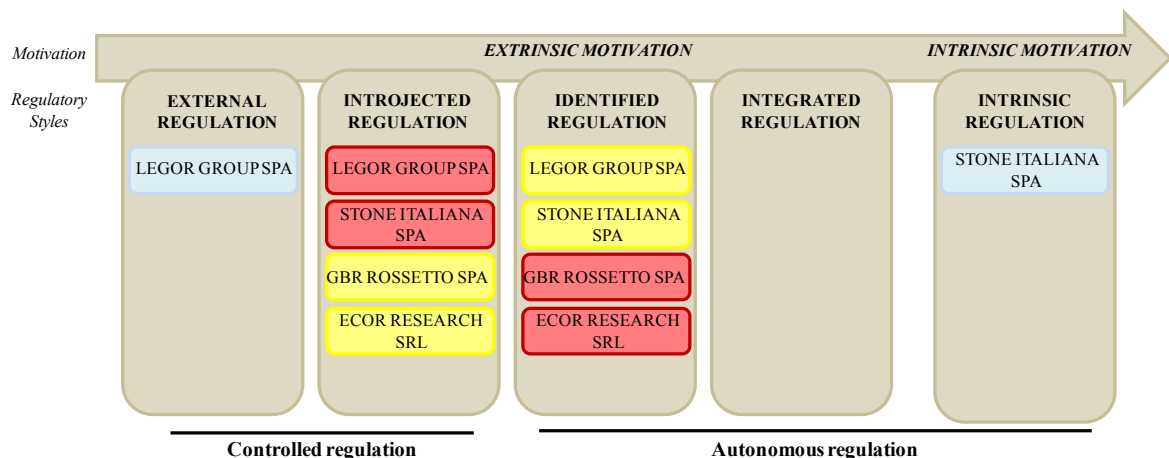 Motivation
EXTRINSIC MOTIVATION
INTRINSIC MOTIVATION
Regulatory
Styles
EXTERNAL
REGULATION
LEGOR GROUP SPA
INTROJECTED
REGULATION
LEGOR GROUP SPA
STONE ITALIANA
SPA
GBR ROSSETTO SPA
ECOR RESEARCH
SRL
IDENTIFIED
REGULATION
LEGOR GROUP SPA
STONE ITALIANA
SPA
GBR ROSSETTO SPA
ECOR RESEARCH
SRL
INTEGRATED
REGULATION
INTRINSIC
REGULATION
STONE ITALIANA
SPA
Controlled regulation
Autonomous regulation